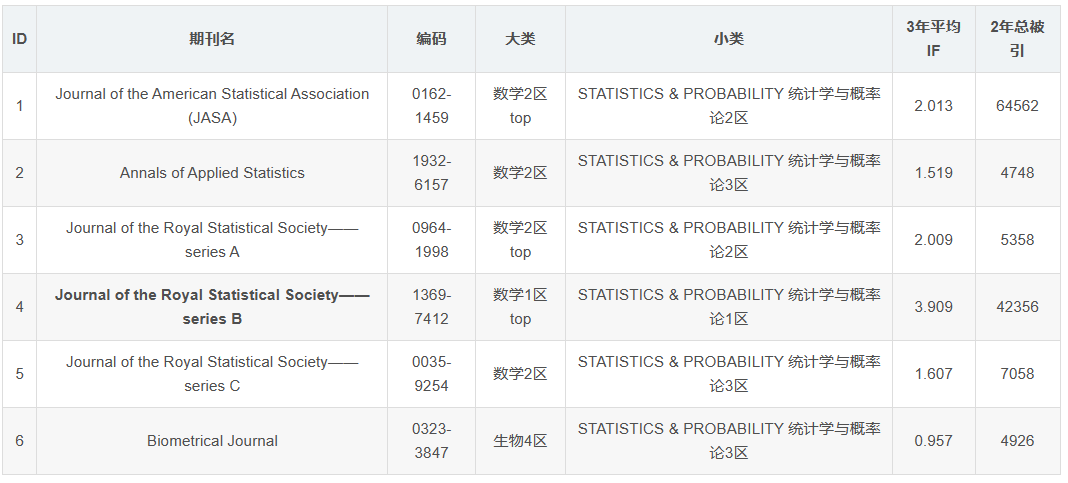 ID 期刊名 编码 大类 小类 3年平均 IF 2年总被 引
1 Journal of the American Statistical Association (JASA) 0162- 1459 数学2区 top STATISTICS & PROBABILITY 统计学与概率 论2区 2.013 64562
2 Annals of Applied Statistics 1932- 6157 数学2区 STATISTICS & PROBABILITY 统计学与概率 论3区 1.519 4748
3 Journal of the Royal Statistical Society—— series A 0964- 1998 数学2区 top STATISTICS & PROBABILITY 统计学与概率 论2区 2.009 5358
4 Journal of the Royal Statistical Society—— series B 1369- 7412 数学1区 top STATISTICS & PROBABILITY 统计学与概率 论1区 3.909 42356
5 Journal of the Royal Statistical Society—— series C 0035- 9254 数学2区 STATISTICS & PROBABILITY 统计学与概率 论3区 1.607 7058
6 Biometrical Journal 0323- 3847 生物4区 STATISTICS & PROBABILITY 统计学与概率 论3区 0.957 4926